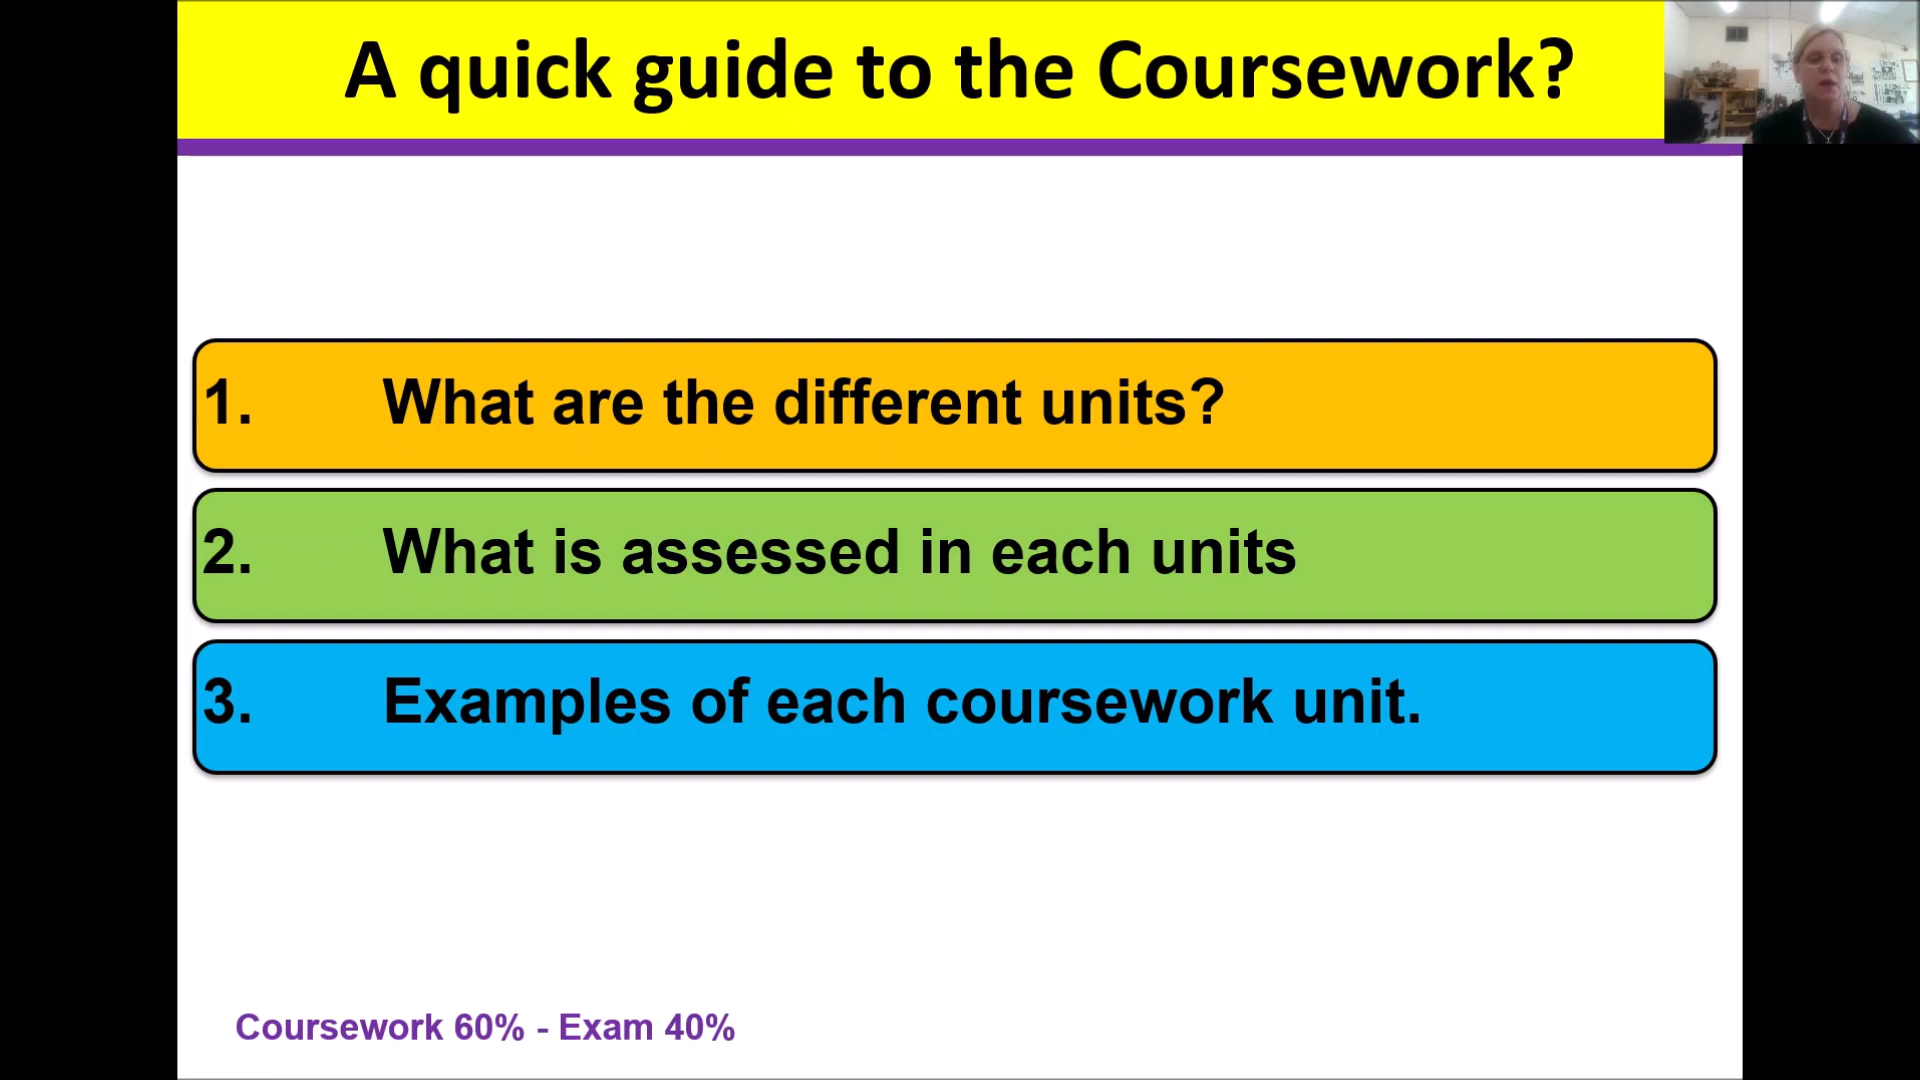 A quick guide to the Coursework?
1. What are the different units?
2. What is assessed in each units
3. Examples of each coursework unit.
Coursework 60% - Exam 40%